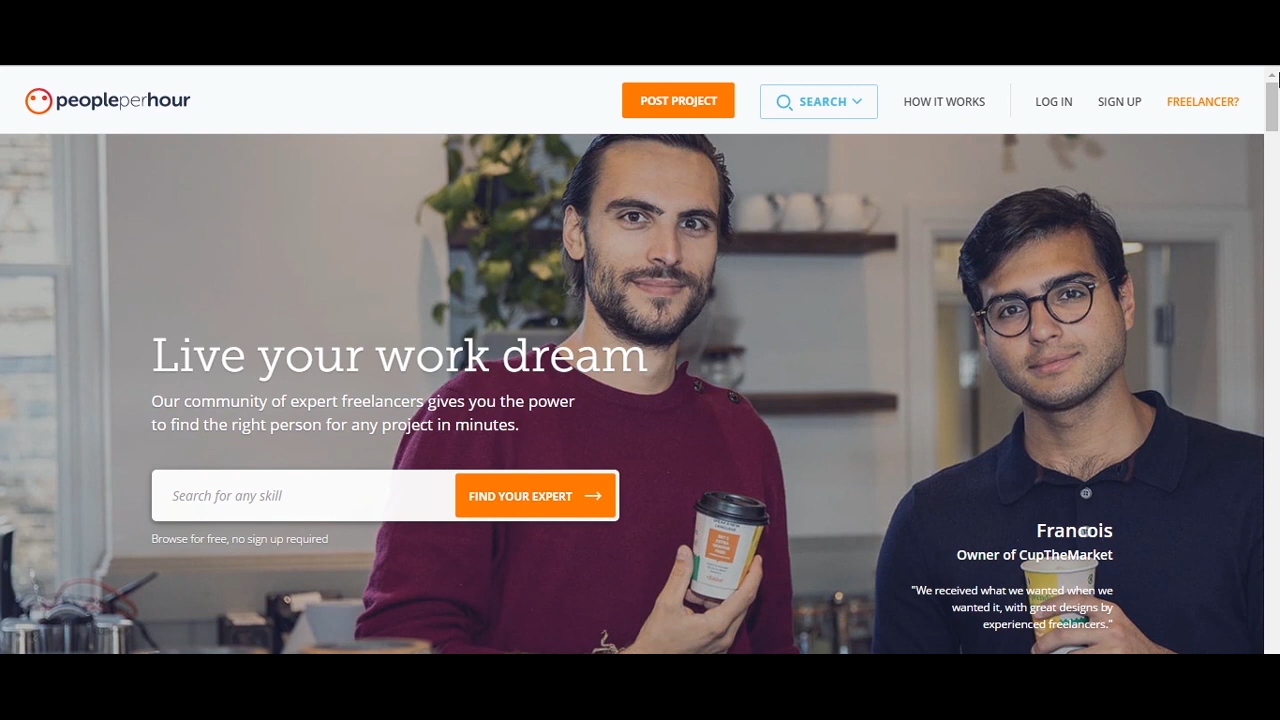 peopleperhour
POST PROJECT
SEARCH
HOW IT WORKS
LOG IN
SIGN UP
FREELANCER?
Live your work dream
Our community of expert freelancers gives you the power
to find the right person for any project in minutes.
Search for any skill
FIND YOUR EXPERT
Browse for free, no sign up required
Francois
Owner of CupTheMarket
"We received what we wanted when we
wanted it, with great designs by
experienced freelancers."